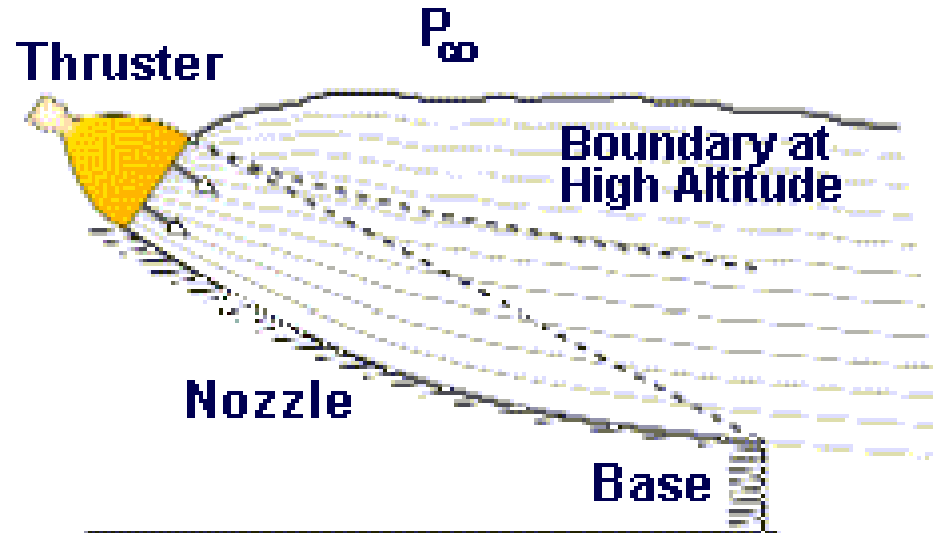 P∞
Thruster
Boundary at
High Altitude
Nozzle
Base